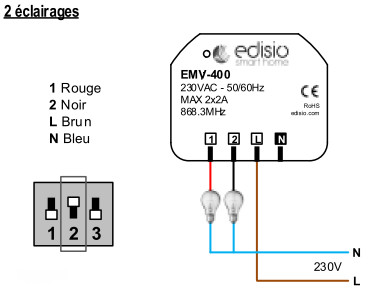 2 éclairages
edisio
smart home
EMV-400
230VAC - 50/60Hz
MAX 2x2A
868.3MHz
CE
RoHS
edisio.com
1 Rouge
2 Noir
L Brun
N Bleu
1 2 L N
1 2 3
N
230V
L